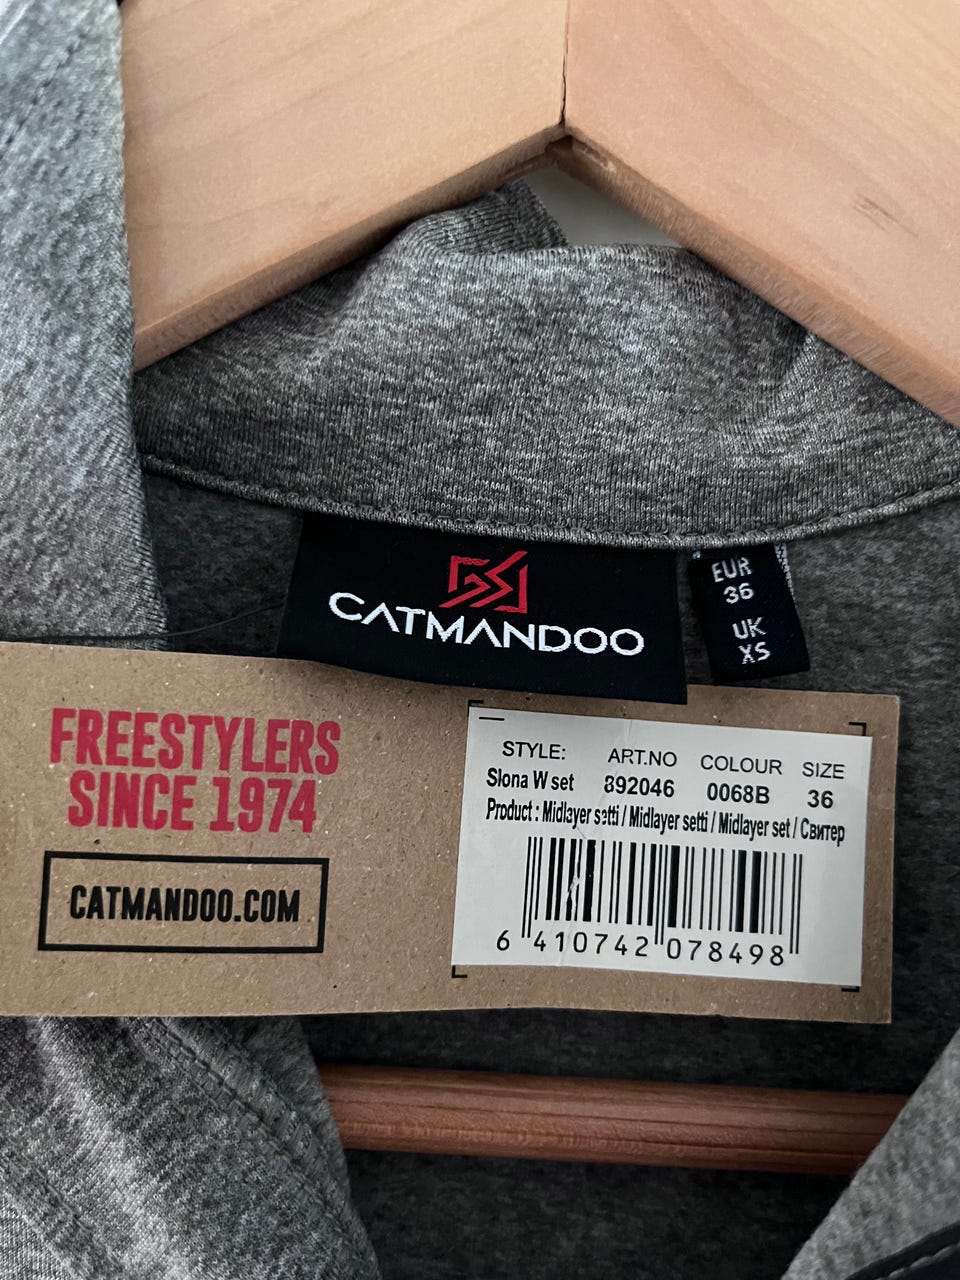 CATMANDOO
EUR
36
UK
XS
FREESTYLERS
SINCE 1974
CATMANDOO.COM
STYLE: ART.NO COLOUR SIZE
Slona W set 892046 0068B 36
Product : Midlayer setti / Midlayer setti / Midlayer set / Свитер
6 410742 078498